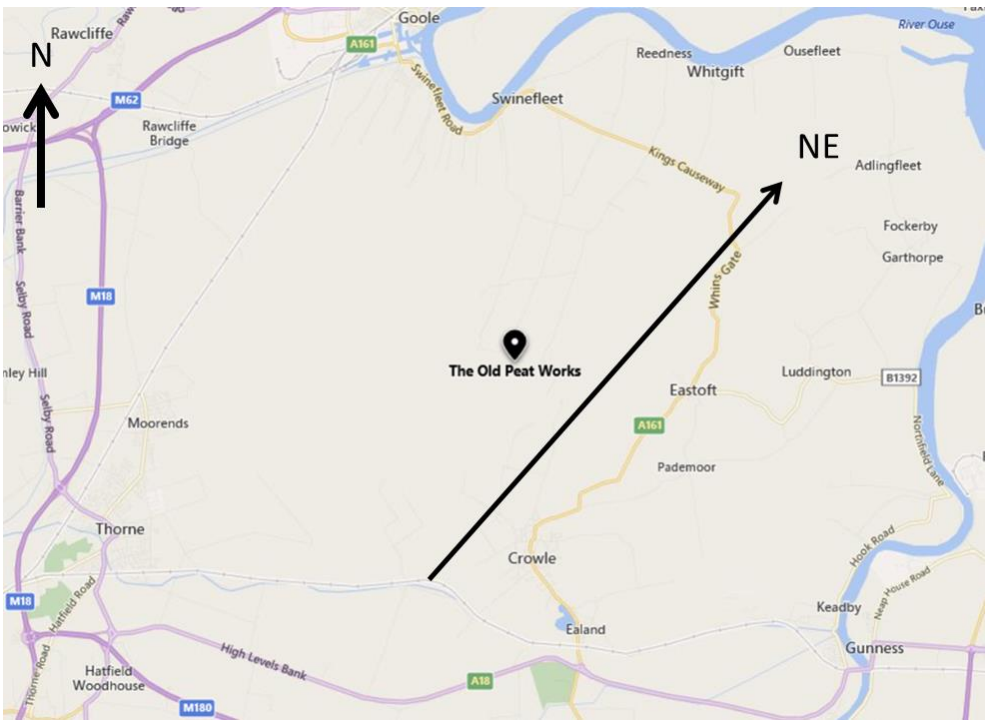 Goole
Rawcliffe
A161
River Ouse
N
Reedness
Ousefleet
Whitgift
M62
Swinefleet
Swinefleet Road
owick
Rawcliffe
Bridge
NE
Kings Causeway
Adlingfleet
Barrier Bank
Fockerby
Garthorpe
Whins Gate
M18
Selby Road
The Old Peat Works
nley Hill
Luddington
B1392
Eastoft
Selby Road
Moorends
A161
Northfield Lane
Pademoor
Thorne
Crowle
Hook Road
Neap House Road
M18
Hatfield Road
Keadby
Ealand
Gunness
High Levels Bank
Thorne Road
Hatfield
Woodhouse
A18
M180